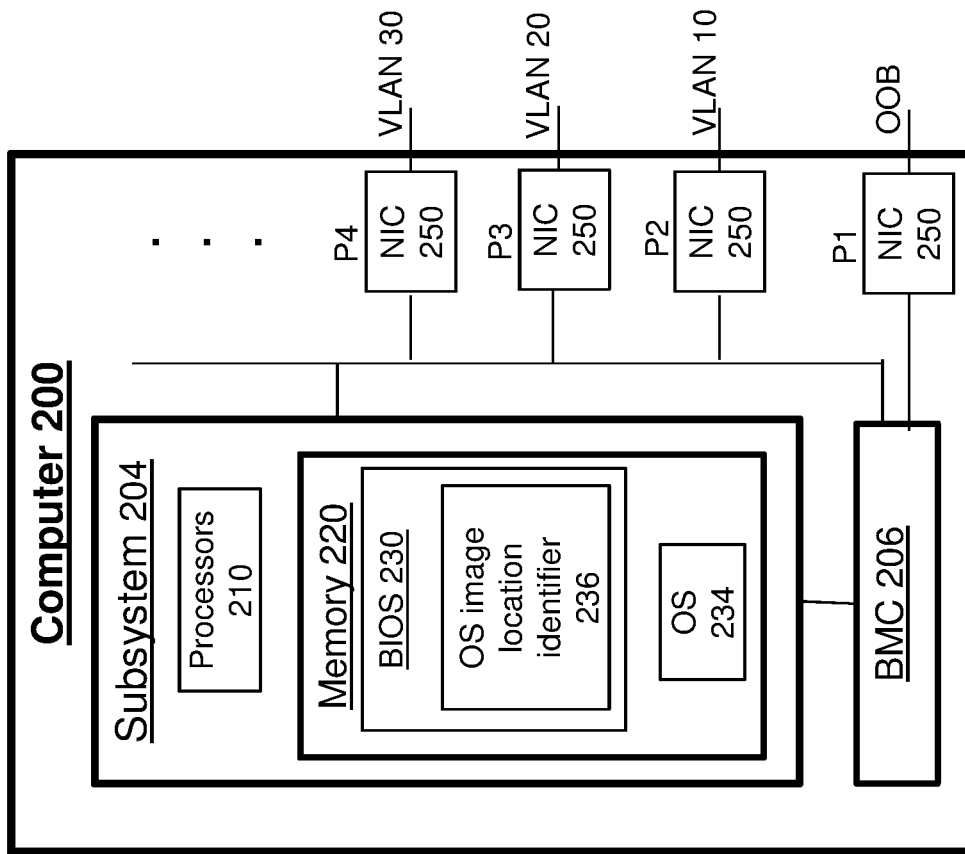 Computer 200
Subsystem 204
Processors
210
Memory 220
BIOS 230
OS image
location
identifier
236
OS
234
BMC 206
P4
NIC
250
VLAN 30
P3
NIC
250
VLAN 20
P2
NIC
250
VLAN 10
P1
NIC
250
OOB